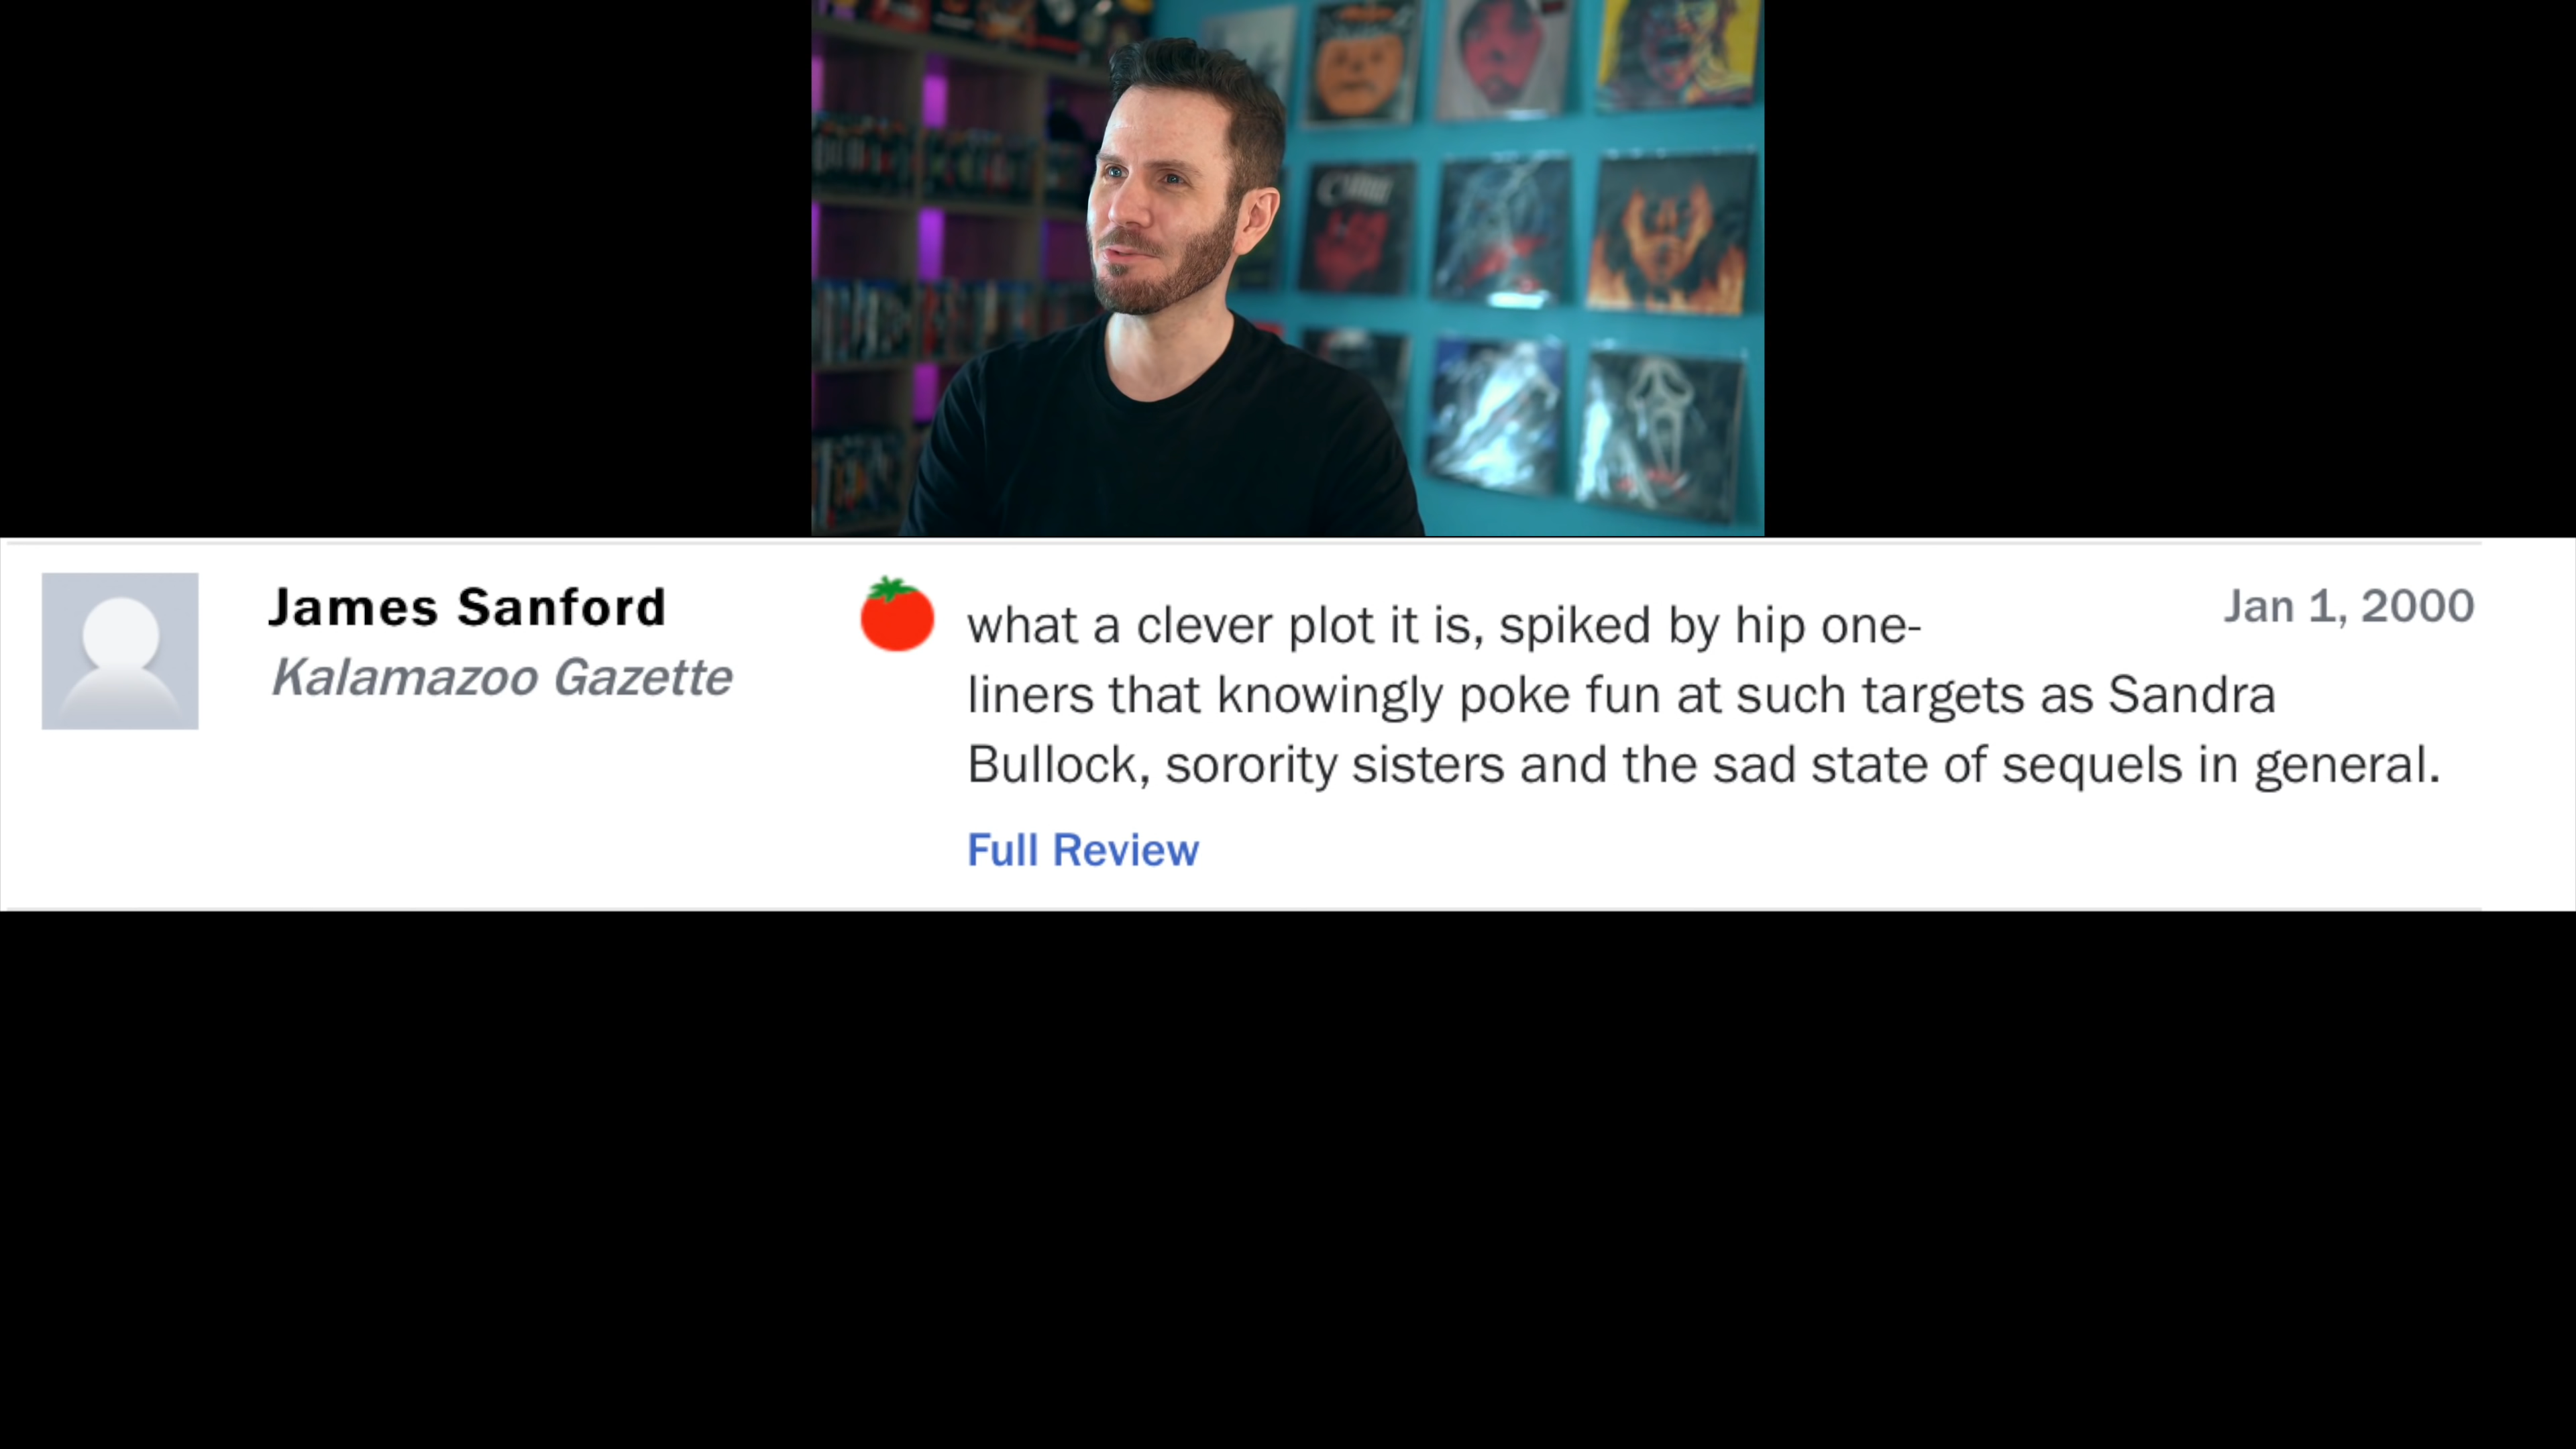 James Sanford
Kalamazoo Gazette
what a clever plot it is, spiked by hip one-
liners that knowingly poke fun at such targets as Sandra
Bullock, sorority sisters and the sad state of sequels in general.
Jan 1, 2000
Full Review